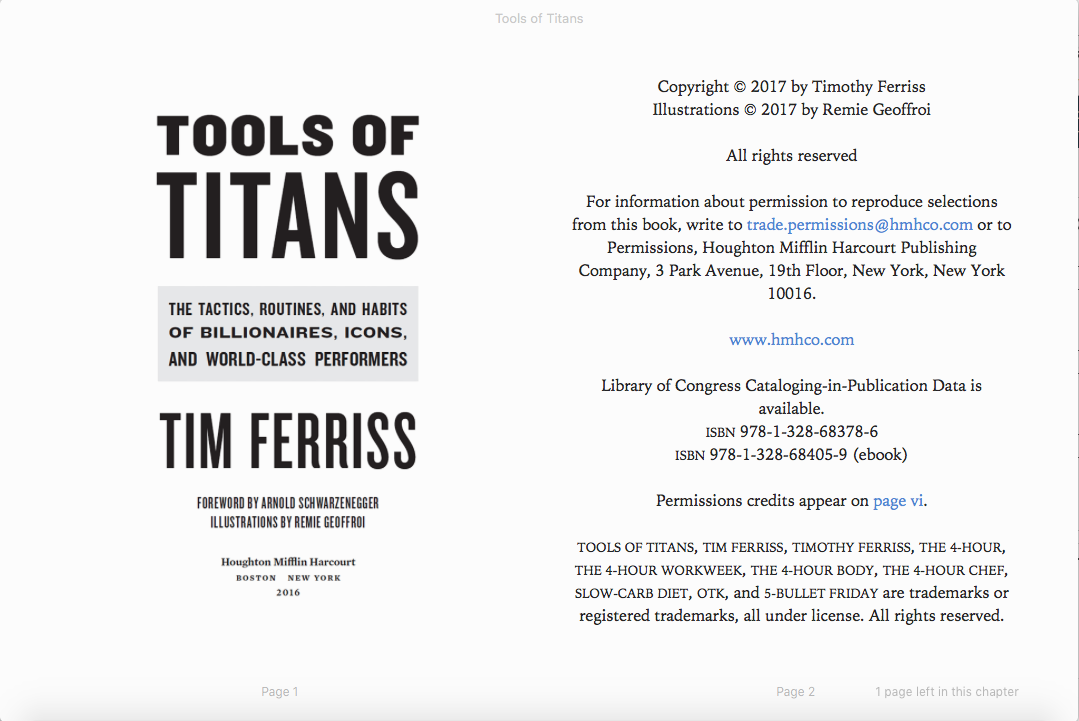 Tools of Titans
TOOLS OF
TITANS
THE TACTICS, ROUTINES, AND HABITS
OF BILLIONAIRES, ICONS,
AND WORLD-CLASS PERFORMERS
TIM FERRISS
FOREWORD BY ARNOLD SCHWARZENEGGER
ILLUSTRATIONS BY REMIE GEOFFROI
Houghton Mifflin Harcourt
BOSTON NEW YORK
2016
Page 1
Copyright © 2017 by Timothy Ferriss
Illustrations © 2017 by Remie Geoffroi
All rights reserved
For information about permission to reproduce selections
from this book, write to trade.permissions@hmhco.com or to
Permissions, Houghton Mifflin Harcourt Publishing
Company, 3 Park Avenue, 19th Floor, New York, New York
10016.
www.hmhco.com
Library of Congress Cataloging-in-Publication Data is
available.
ISBN 978-1-328-68378-6
ISBN 978-1-328-68405-9 (ebook)
Permissions credits appear on page vi.
TOOLS OF TITANS, TIM FERRISS, TIMOTHY FERRISS, THE 4-HOUR,
THE 4-HOUR WORKWEEK, THE 4-HOUR BODY, THE 4-HOUR CHEF,
SLOW-CARB DIET, OTK, and 5-BULLET FRIDAY are trademarks or
registered trademarks, all under license. All rights reserved.
Page 2
1 page left in this chapter